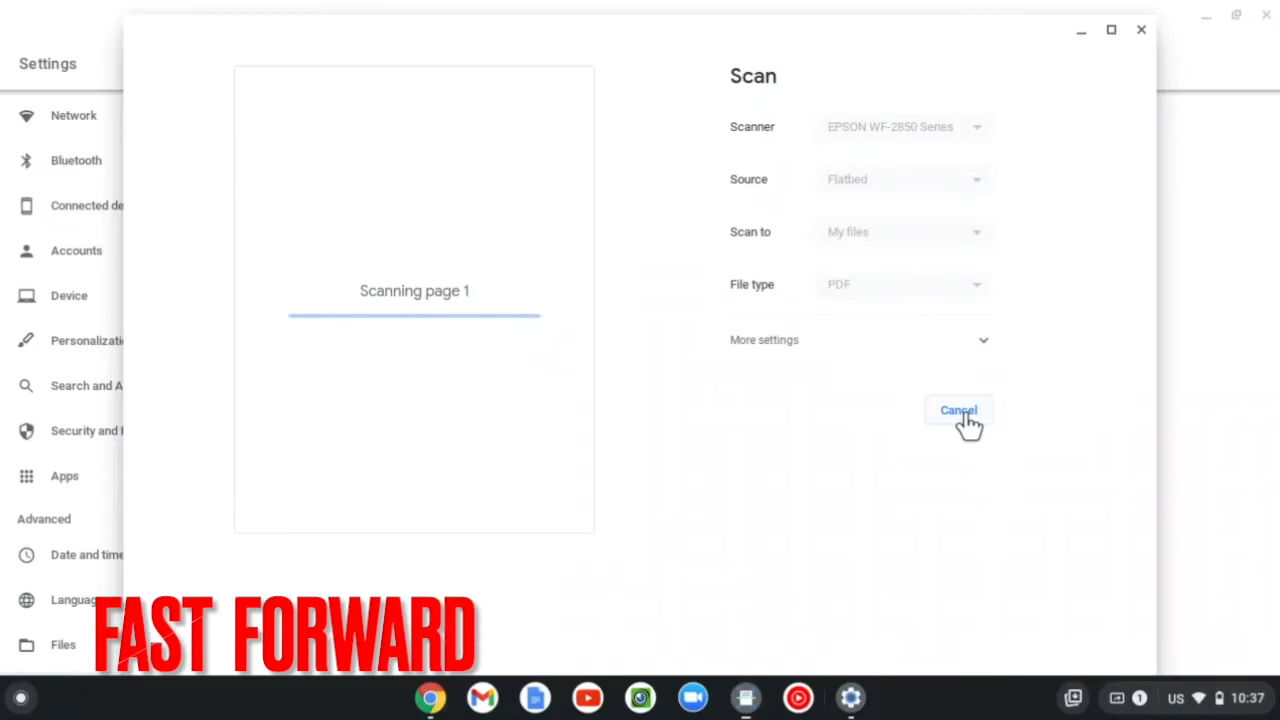 Settings
Network
Bluetooth
Connected de
Accounts
Device
Personalizati
Search and A
Security and
Apps
Advanced
Date and time
Languag
Files
Scanning page 1
Scan
Scanner
EPSON WF-2850 Series
Source
Flatbed
Scan to
My files
File type
PDF
More settings
Cancel
FAST FORWARD
1
US
10:37